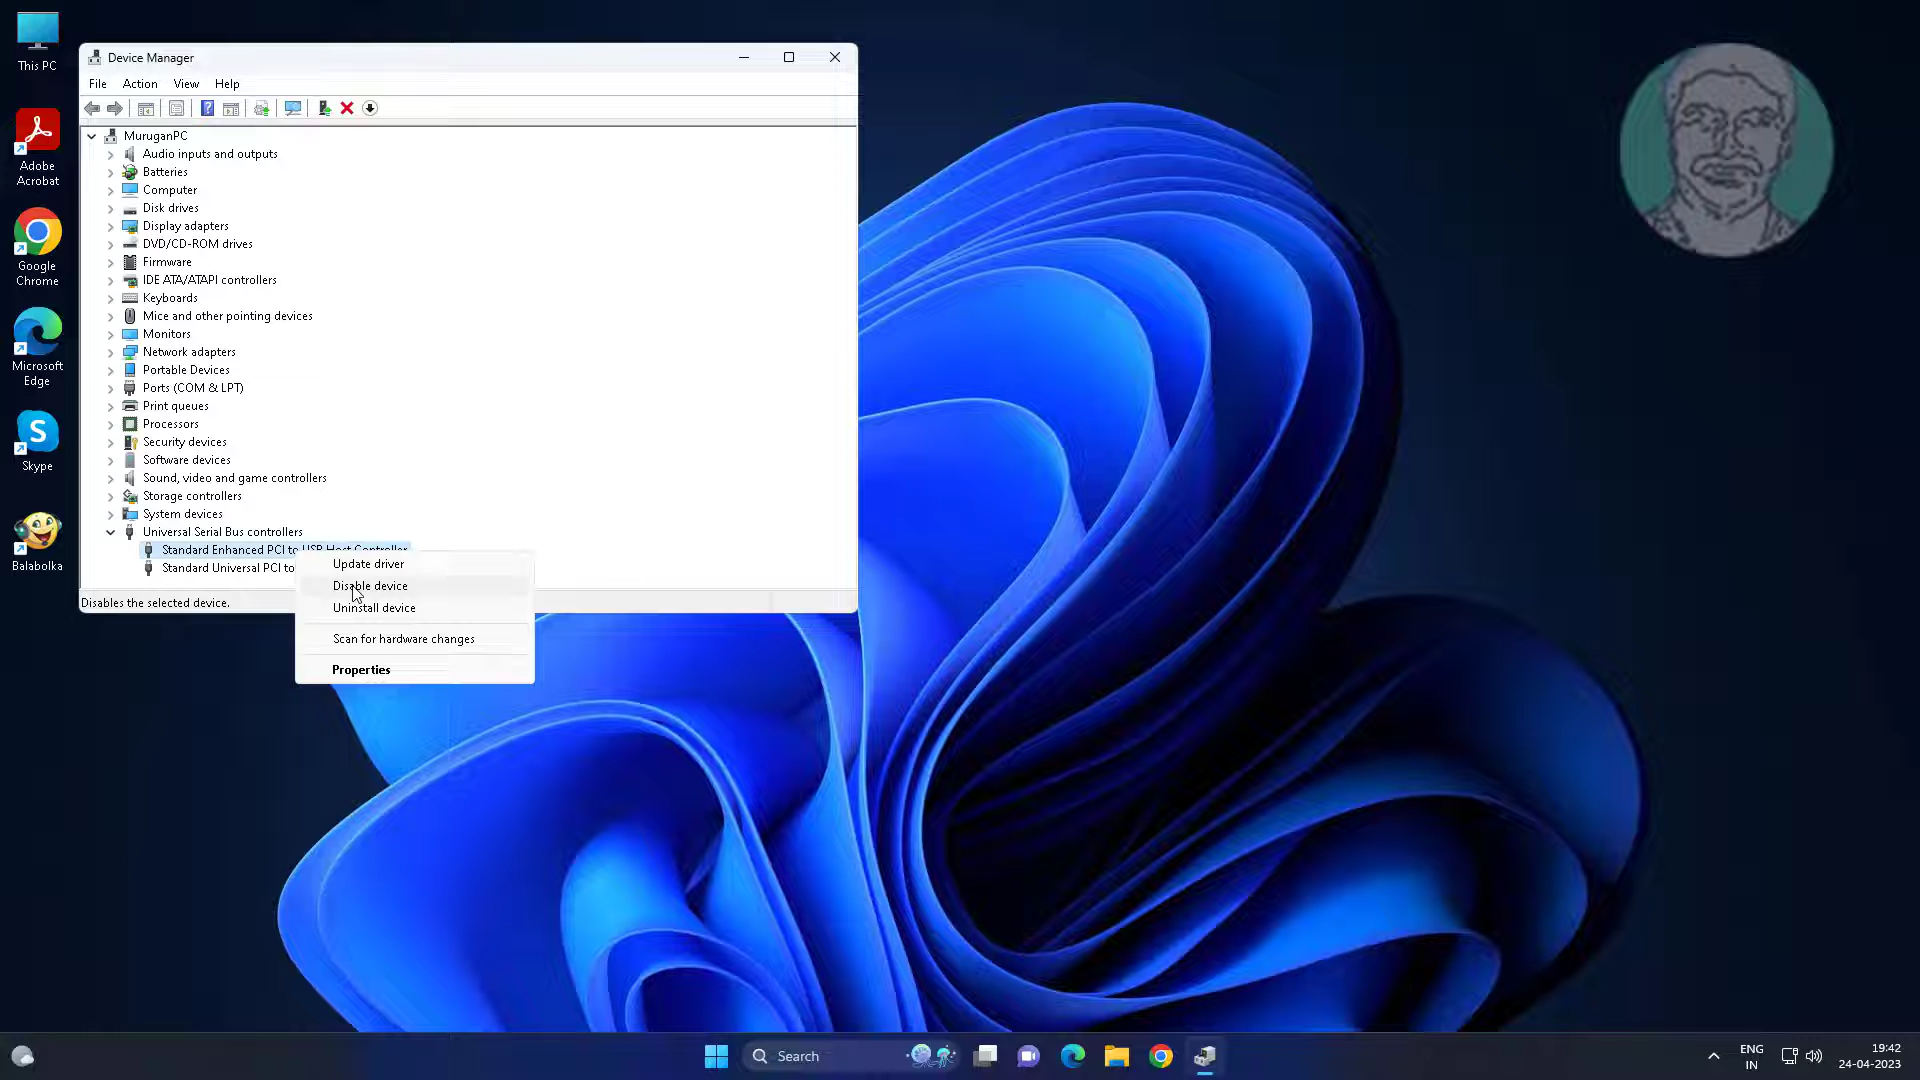 This PC
Adobe
Acrobat
Google
Chrome
Microsoft
Edge
Skype
Balabolka
Device Manager
File Action View Help
MuruganPC
Audio inputs and outputs
Batteries
Computer
Disk drives
Display adapters
DVD/CD-ROM drives
Firmware
IDE ATA/ATAPI controllers
Keyboards
Mice and other pointing devices
Monitors
Network adapters
Portable Devices
Ports (COM & LPT)
Print queues
Processors
Security devices
Software devices
Sound, video and game controllers
Storage controllers
System devices
Universal Serial Bus controllers
Standard Enhanced PCI to USB Host Controller
Standard Universal PCI to
Disables the selected device.
Update driver
Disable device
Uninstall device
Scan for hardware changes
Properties
Search
ENG
IN
19:42
24-04-2023